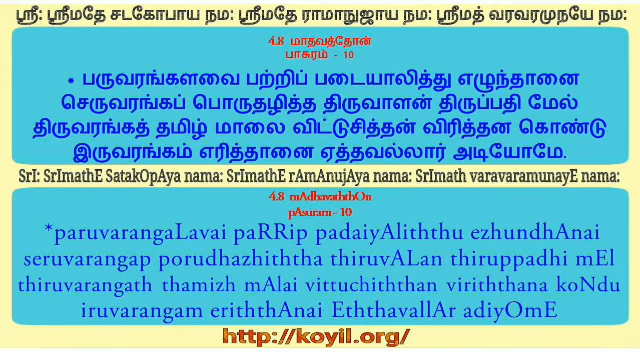 ஸ்ரீ: ஸ்ரீமதே சடகோபாய நம: ஸ்ரீமதே ராமாநுஜாய நம: ஸ்ரீமத் வரவரமுநயே நம:
4.8 மாதவத்தோன்
பாசுரம் - 10
* பருவரங்களவை பற்றிப் படையாலித்து எழுந்தானை
செருவரங்கப் பொருதழித்த திருவாளன் திருப்பதி மேல்
திருவரங்கத் தமிழ் மாலை விட்டுசித்தன் விரித்தன கொண்டு
இருவரங்கம் எரித்தானை ஏத்தவல்லார் அடியோமே.
SrI: SrImathE SatakOpAya nama: SrImathE rAmAnujAya nama: SrImath varavaramunayE nama:
4.8 mAdhavaththOn
pAsuram- 10
*paruvarangaLavai paRRip padaiyAliththu ezhundhAnai
seruvarangap porudhazhiththa thiruvALan thiruppadhi mEl
thiruvarangath thamizh mAlai vittuchiththan viriththana koNdu
iruvarangam eriththAnai EththavallAr adiyOmE
http://koyil.org/